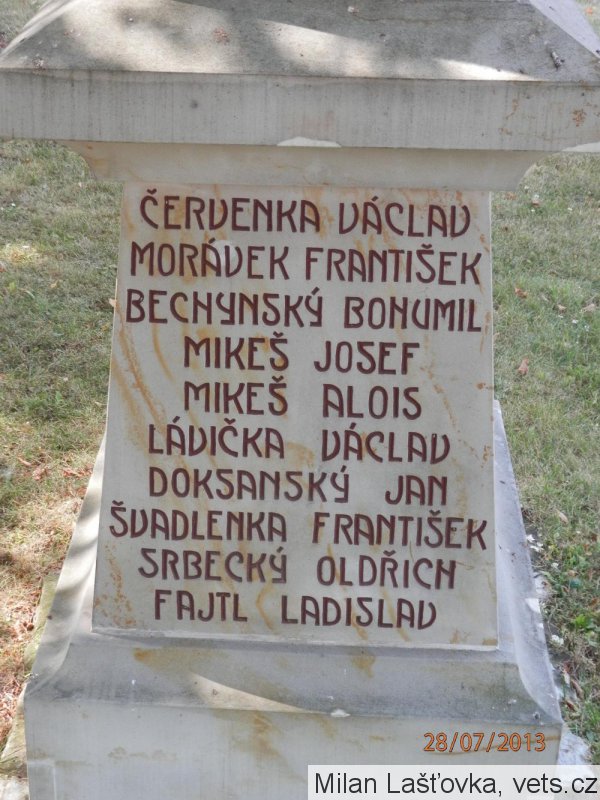 ČERVENKA VÁCLAV
MORÁVEK FRANTIŠEK
BECHYNSKÝ BOHUMIL
MIKEŠ JOSEF
MIKEŠ ALOIS
LÁVIČKA VÁCLAV
DOKSANSKÝ JAN
ŠVADLENKA FRANTIŠEK
SRBECKÝ OLDŘICH
FAJTL LADISLAV
28/07/2013
Milan Lašťovka, vets.cz